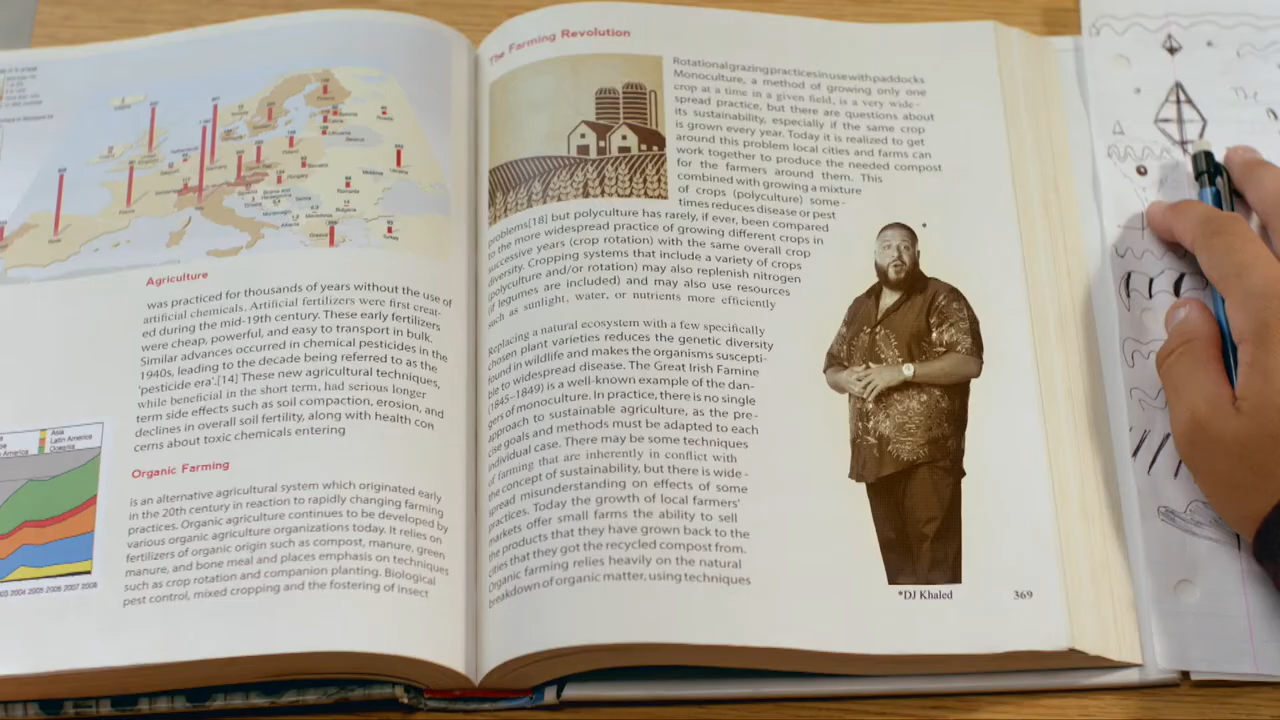 Agriculture
was practiced for thousands of years without the use of
artificial chemicals. Artificial fertilizers were first creat-
ed during the mid-19th century. These early fertilizers
were cheap, powerful, and easy to transport in bulk.
Similar advances occurred in chemical pesticides in the
1940s, leading to the decade being referred to as the
'pesticide era'.[14] These new agricultural techniques,
while beneficial in the short term, had serious longer
term side effects such as soil compaction, erosion, and
declines in overall soil fertility, along with health con
cerns about toxic chemicals entering
Asia
Latin America
Oceania
America
2004 2005 2006 2007 2008
Organic Farming
is an alternative agricultural system which originated early
in the 20th century in reaction to rapidly changing farming
practices. Organic agriculture continues to be developed by
various organic agriculture organizations today. It relies on
fertilizers of organic origin such as compost, manure, green
manure, and bone meal and places emphasis on techniques
such as crop rotation and companion planting. Biological
pest control, mixed cropping and the fostering of insect
The Farming Revolution
Rotational grazing practices in use with paddocks
Monoculture, a method of growing only one
crop at a time in a given field, is a very wide-
spread practice, but there are questions about
its sustainability, especially if the same crop
is grown every year. Today it is realized to get
around this problem local cities and farms can
work together to produce the needed compost
for the farmers around them. This
combined with growing a mixture
of crops (polyculture) some-
times reduces disease or pest
problems[18] but polyculture has rarely, if ever, been compared
to the more widespread practice of growing different crops in
successive years (crop rotation) with the same overall crop
diversity. Cropping systems that include a variety of crops
(polyculture and/or rotation) may also replenish nitrogen
(if legumes are included) and may also use resources
such as sunlight, water, or nutrients more efficiently
Replacing a natural ecosystem with a few specifically
chosen plant varieties reduces the genetic diversity
found in wildlife and makes the organisms suscepti-
ble to widespread disease. The Great Irish Famine
(1845–1849) is a well-known example of the dan-
gers of monoculture. In practice, there is no single
approach to sustainable agriculture, as the pre-
cise goals and methods must be adapted to each
individual case. There may be some techniques
of farming that are inherently in conflict with
the concept of sustainability, but there is wide-
spread misunderstanding on effects of some
practices. Today the growth of local farmers'
markets offer small farms the ability to sell
the products that they have grown back to the
cities that they got the recycled compost from.
Organic farming relies heavily on the natural
breakdown of organic matter, using techniques
*
*DJ Khaled
369
The